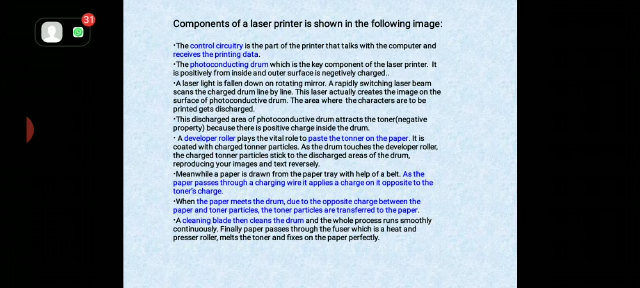 31
Components of a laser printer is shown in the following image:
•The control circuitry is the part of the printer that talks with the computer and
receives the printing data.
•The photoconducting drum which is the key component of the laser printer. It
is positively from inside and outer surface is negetively charged..
•A laser light is fallen down on rotating mirror. A rapidly switching laser beam
scans the charged drum line by line. This laser actually creates the image on the
surface of photoconductive drum. The area where the characters are to be
printed gets discharged.
•This discharged area of photoconductive drum attracts the toner(negative
property) because there is positive charge inside the drum.
• A developer roller plays the vital role to paste the tonner on the paper. It is
coated with charged tonner particles. As the drum touches the developer roller,
the charged tonner particles stick to the discharged areas of the drum,
reproducing your images and text reversely.
•Meanwhile a paper is drawn from the paper tray with help of a belt. As the
paper passes through a charging wire it applies a charge on it opposite to the
toner's charge.
•When the paper meets the drum, due to the opposite charge between the
paper and toner particles, the toner particles are transferred to the paper.
•A cleaning blade then cleans the drum and the whole process runs smoothly
continuously. Finally paper passes through the fuser which is a heat and
presser roller, melts the toner and fixes on the paper perfectly.